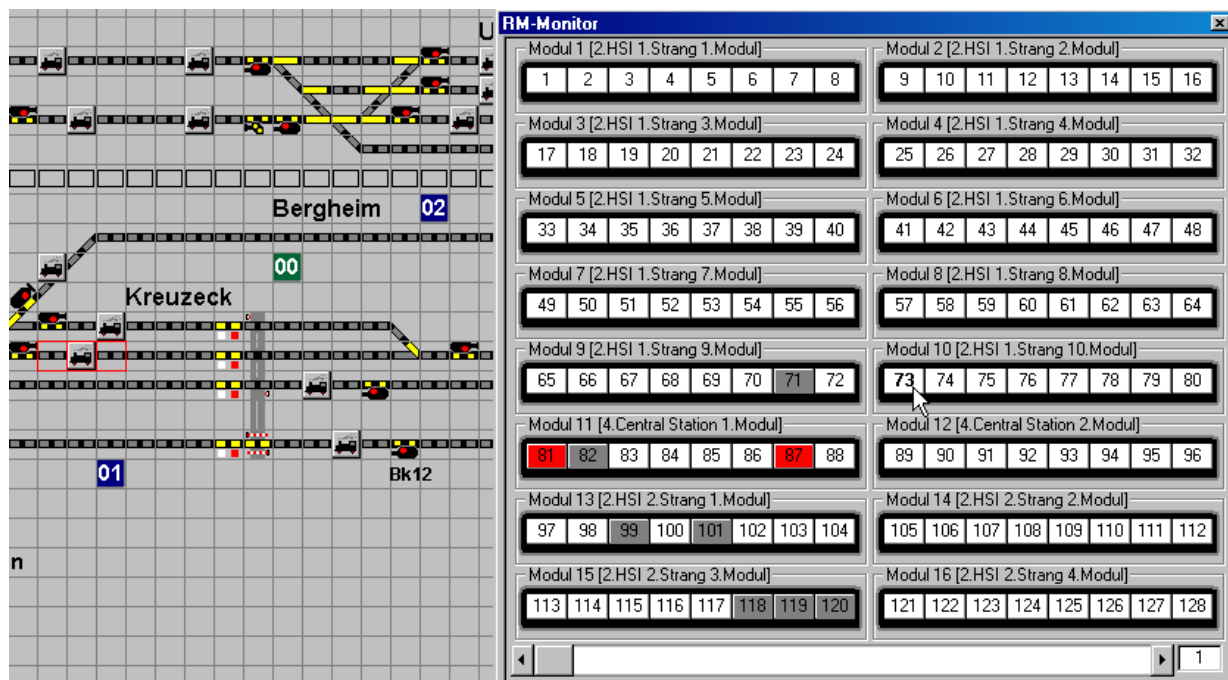 U
Bergheim 02
00
Kreuzeck
01
Bk12
n
RM-Monitor
Modul 1 [2.HSI 1.Strang 1.Modul]
1 2 3 4 5 6 7 8
Modul 2 [2.HSI 1.Strang 2.Modul]
9 10 11 12 13 14 15 16
Modul 3 [2.HSI 1.Strang 3.Modul]
17 18 19 20 21 22 23 24
Modul 4 [2.HSI 1.Strang 4.Modul]
25 26 27 28 29 30 31 32
Modul 5 [2.HSI 1.Strang 5.Modul]
33 34 35 36 37 38 39 40
Modul 6 [2.HSI 1.Strang 6.Modul]
41 42 43 44 45 46 47 48
Modul 7 [2.HSI 1.Strang 7.Modul]
49 50 51 52 53 54 55 56
Modul 8 [2.HSI 1.Strang 8.Modul]
57 58 59 60 61 62 63 64
Modul 9 [2.HSI 1.Strang 9.Modul]
65 66 67 68 69 70 71 72
Modul 10 [2.HSI 1.Strang 10.Modul]
73 74 75 76 77 78 79 80
Modul 11 [4.Central Station 1.Modul]
81 82 83 84 85 86 87 88
Modul 12 [4.Central Station 2.Modul]
89 90 91 92 93 94 95 96
Modul 13 [2.HSI 2.Strang 1.Modul]
97 98 99 100 101 102 103 104
Modul 14 [2.HSI 2.Strang 2.Modul]
105 106 107 108 109 110 111 112
Modul 15 [2.HSI 2.Strang 3.Modul]
113 114 115 116 117 118 119 120
Modul 16 [2.HSI 2.Strang 4.Modul]
121 122 123 124 125 126 127 128
1